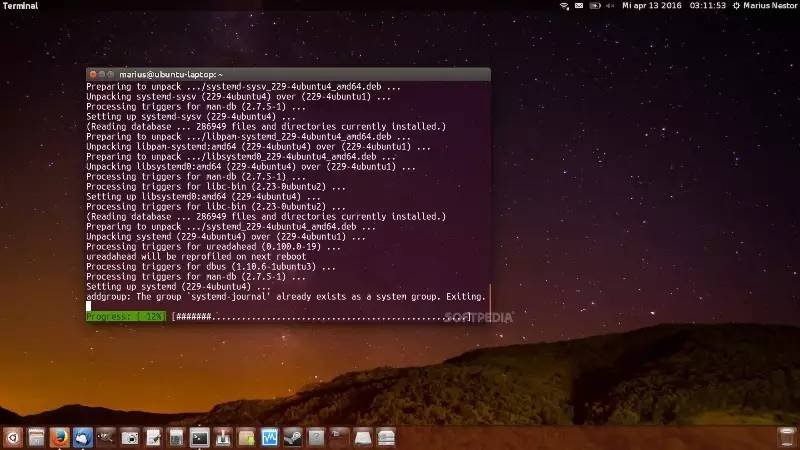 Terminal
Mi apr 13 2016 03:11:53 Marius Nestor
marius@ubuntu-laptop: ~
Preparing to unpack .../systemd-sysv_229-4ubuntu4_amd64.deb ...
Unpacking systemd-sysv (229-4ubuntu4) over (229-4ubuntu1) ...
Processing triggers for man-db (2.7.5-1) ...
Setting up systemd-sysv (229-4ubuntu4) ...
(Reading database ... 286949 files and directories currently installed.)
Preparing to unpack .../libpam-systemd_229-4ubuntu4_amd64.deb ...
Unpacking libpam-systemd:amd64 (229-4ubuntu4) over (229-4ubuntu1) ...
Preparing to unpack .../libsystemd0_229-4ubuntu4_amd64.deb ...
Unpacking libsystemd0:amd64 (229-4ubuntu4) over (229-4ubuntu1) ...
Processing triggers for man-db (2.7.5-1) ...
Processing triggers for libc-bin (2.23-0ubuntu2) ...
Setting up libsystemd0:amd64 (229-4ubuntu4) ...
Processing triggers for libc-bin (2.23-0ubuntu2) ...
(Reading database ... 286949 files and directories currently installed.)
Preparing to unpack .../systemd_229-4ubuntu4_amd64.deb ...
Unpacking systemd (229-4ubuntu4) over (229-4ubuntu1) ...
Processing triggers for ureadahead (0.100.0-19) ...
ureadahead will be reprofiled on next reboot
Processing triggers for dbus (1.10.6-1ubuntu3) ...
Processing triggers for man-db (2.7.5-1) ...
Setting up systemd (229-4ubuntu4) ...
addgroup: The group `systemd-journal' already exists as a system group. Exiting.
Progress: [ 12%] [#######...................................................]
SOFTPEDIA